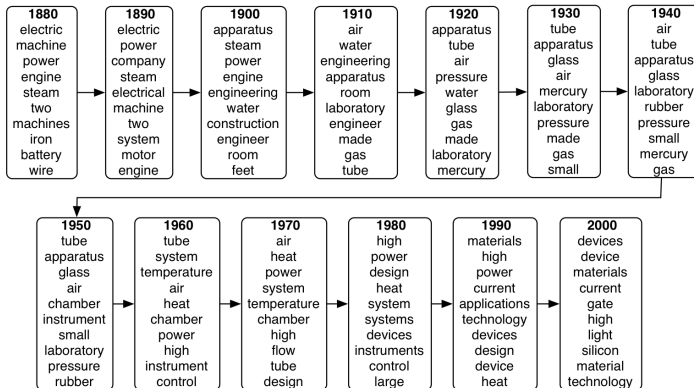 1880
electric
machine
power
engine
steam
two
machines
iron
battery
wire
1890
electric
power
company
steam
electrical
machine
two
system
motor
engine
1900
apparatus
steam
power
engine
engineering
water
construction
engineer
room
feet
1910
air
water
engineering
apparatus
room
laboratory
engineer
made
gas
tube
1920
apparatus
tube
air
pressure
water
glass
gas
made
laboratory
mercury
1930
tube
apparatus
glass
air
mercury
laboratory
pressure
made
gas
small
1940
air
tube
apparatus
glass
laboratory
rubber
pressure
small
mercury
gas
1950
tube
apparatus
glass
air
chamber
instrument
small
laboratory
pressure
rubber
1960
tube
system
temperature
air
heat
chamber
power
high
instrument
control
1970
air
heat
power
system
temperature
chamber
high
flow
tube
design
1980
high
power
design
heat
system
systems
devices
instruments
control
large
1990
materials
high
power
current
applications
technology
devices
design
device
heat
2000
devices
device
materials
current
gate
high
light
silicon
material
technology